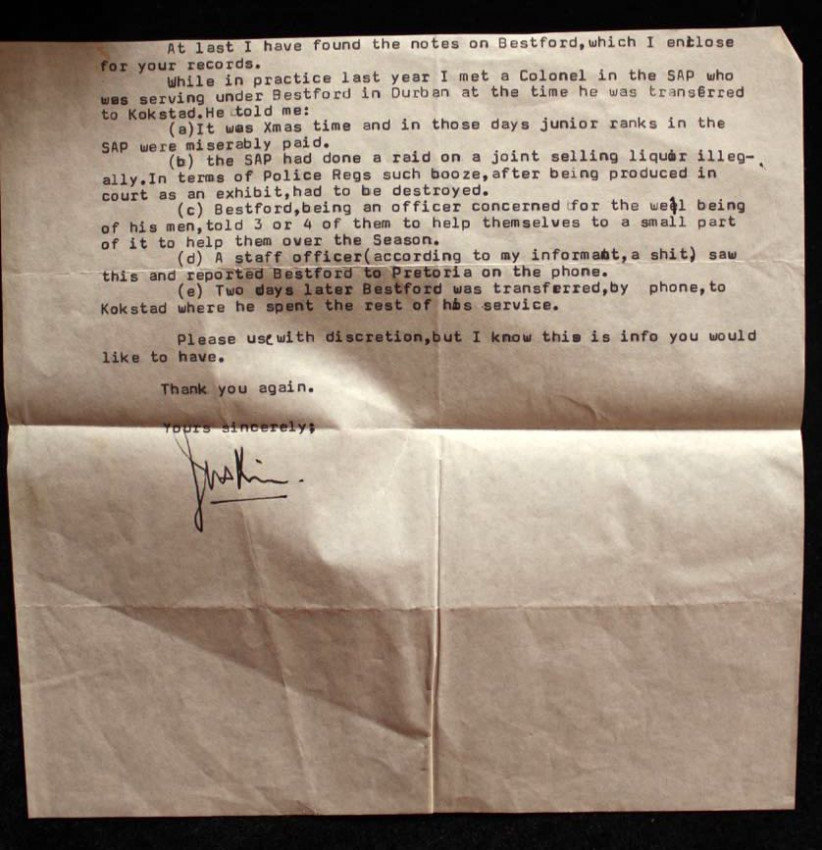 At last I have found the notes on Bestford,which I enclose
for your records.
While in practice last year I met a Colonel in the SAP who
was serving under Bestford in Durban at the time he was transferred
to Kokstad.He told me:
(a)It was Xmas time and in those days junior ranks in the
SAP were miserably paid.
(b) the SAP had done a raid on a joint selling liquor illeg-
ally.In terms of Police Regs such booze,after being produced in
court as an exhibit,had to be destroyed.
(c) Bestford,being an officer concerned for the well being
of his men,told 3 or 4 of them to help themselves to a small part
of it to help them over the Season.
(d) A staff officer(according to my informant,a shit) saw
this and reported Bestford to Pretoria on the phone.
(e) Two days later Bestford was transferred,by phone,to
Kokstad where he spent the rest of his service.
Please use with discretion,but I know this is info you would
like to have.
Thank you again.
Yours sincerely;